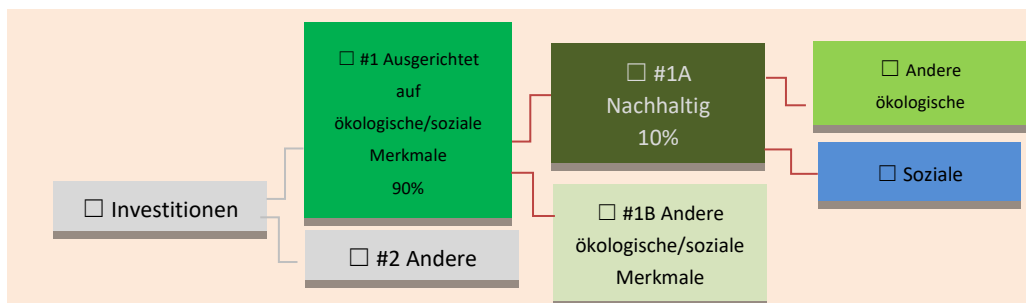 ☐ Investitionen
☐ #1 Ausgerichtet
auf
ökologische/soziale
Merkmale
90%
☐ #2 Andere
☐ #1A
Nachhaltig
10%
☐ #1B Andere
ökologische/soziale
Merkmale
☐ Andere
ökologische
☐ Soziale